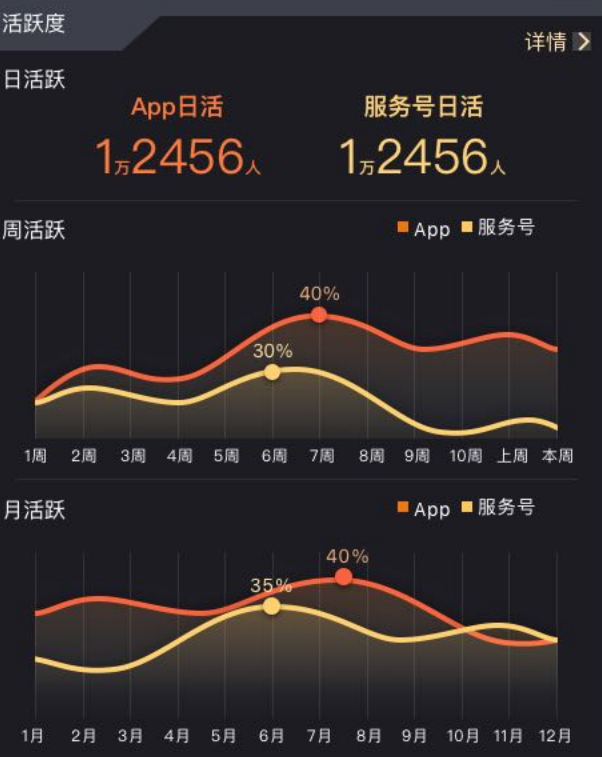 活跃度
详情
日活跃
App日活 服务号日活
1万2456人 1万2456人
周活跃
App 服务号
40%
30%
1周 2周 3周 4周 5周 6周 7周 8周 9周 10周 上周 本周
月活跃
App 服务号
40%
35%
1月 2月 3月 4月 5月 6月 7月 8月 9月 10月 11月 12月